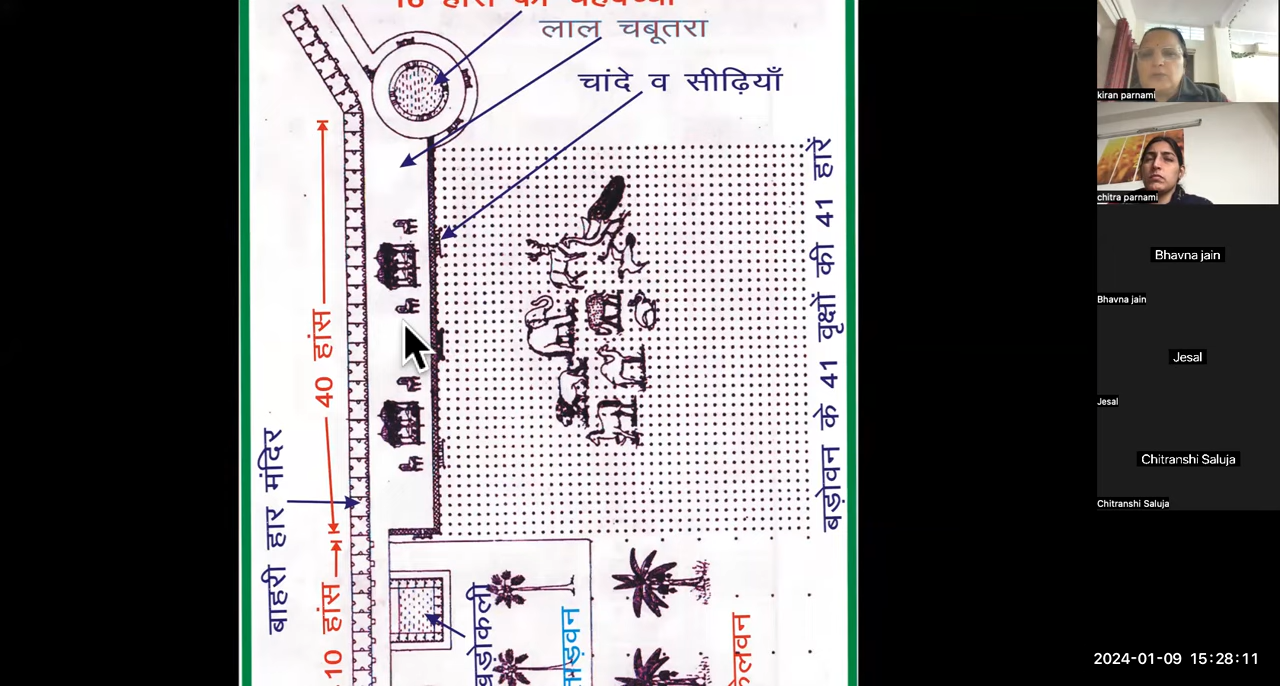 लाल चबूतरा
चांदे व सीढ़ियाँ
बड़ोवन के 41 वृक्षों की 41 हारें
40 हांस
बाहरी हार मंदिर
10 हांस
ताड़वन
kiran parnami
chitra parnami
Bhavna jain
Bhavna jain
Jesal
Jesal
Chitranshi Saluja
Chitranshi Saluja
2024-01-09 15:28:11